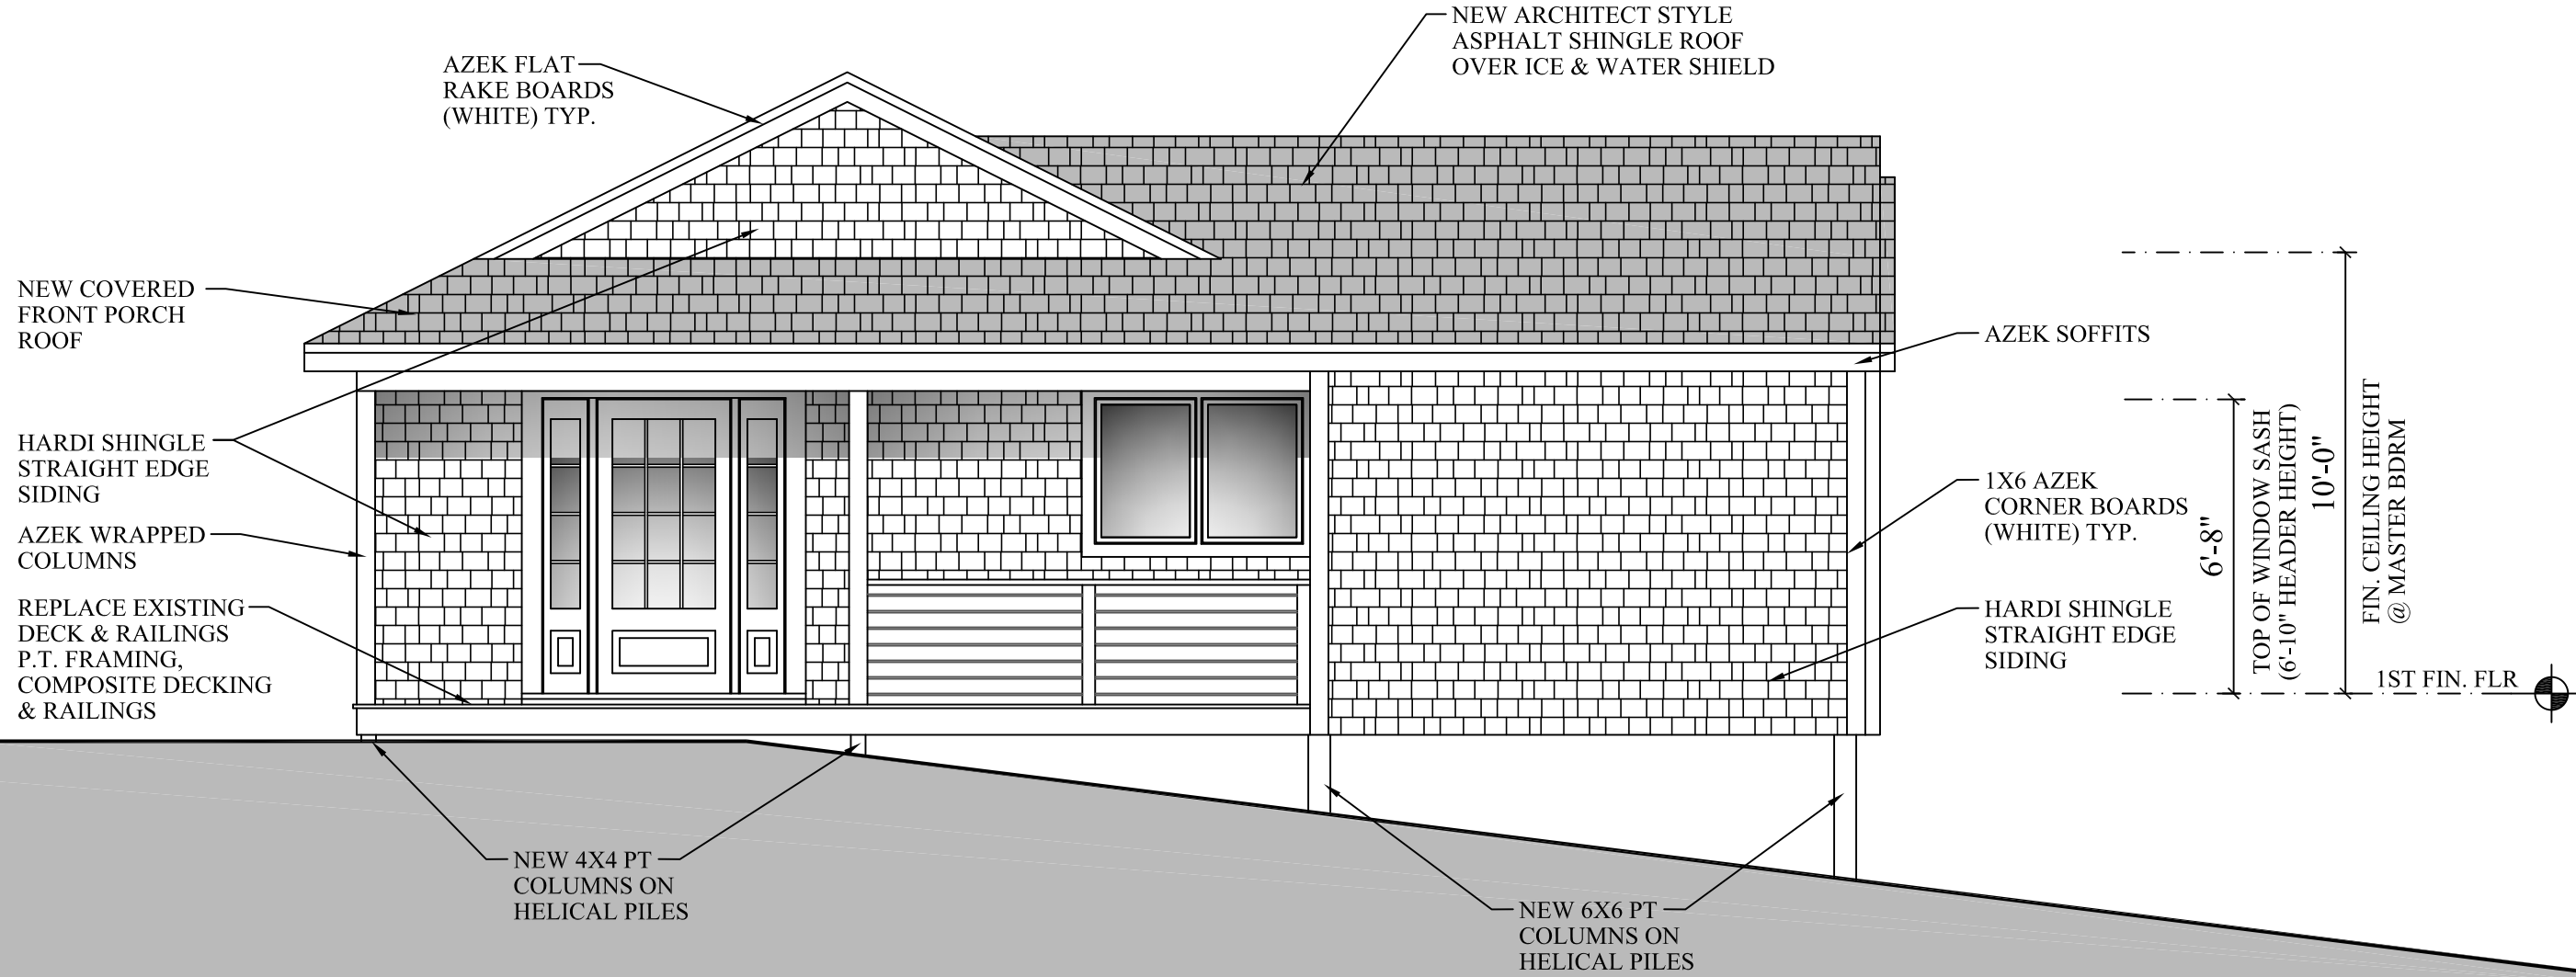 NEW ARCHITECT STYLE
ASPHALT SHINGLE ROOF
OVER ICE & WATER SHIELD
AZEK FLAT
RAKE BOARDS
(WHITE) TYP.
NEW COVERED
FRONT PORCH
ROOF
HARDI SHINGLE
STRAIGHT EDGE
SIDING
AZEK WRAPPED
COLUMNS
REPLACE EXISTING
DECK & RAILINGS
P.T. FRAMING,
COMPOSITE DECKING
& RAILINGS
NEW 4X4 PT
COLUMNS ON
HELICAL PILES
NEW 6X6 PT
COLUMNS ON
HELICAL PILES
AZEK SOFFITS
1X6 AZEK
CORNER BOARDS
(WHITE) TYP.
HARDI SHINGLE
STRAIGHT EDGE
SIDING
6'-8"
TOP OF WINDOW SASH
(6'-10" HEADER HEIGHT)
10'-0"
FIN. CEILING HEIGHT
@ MASTER BDRM
1ST FIN. FLR